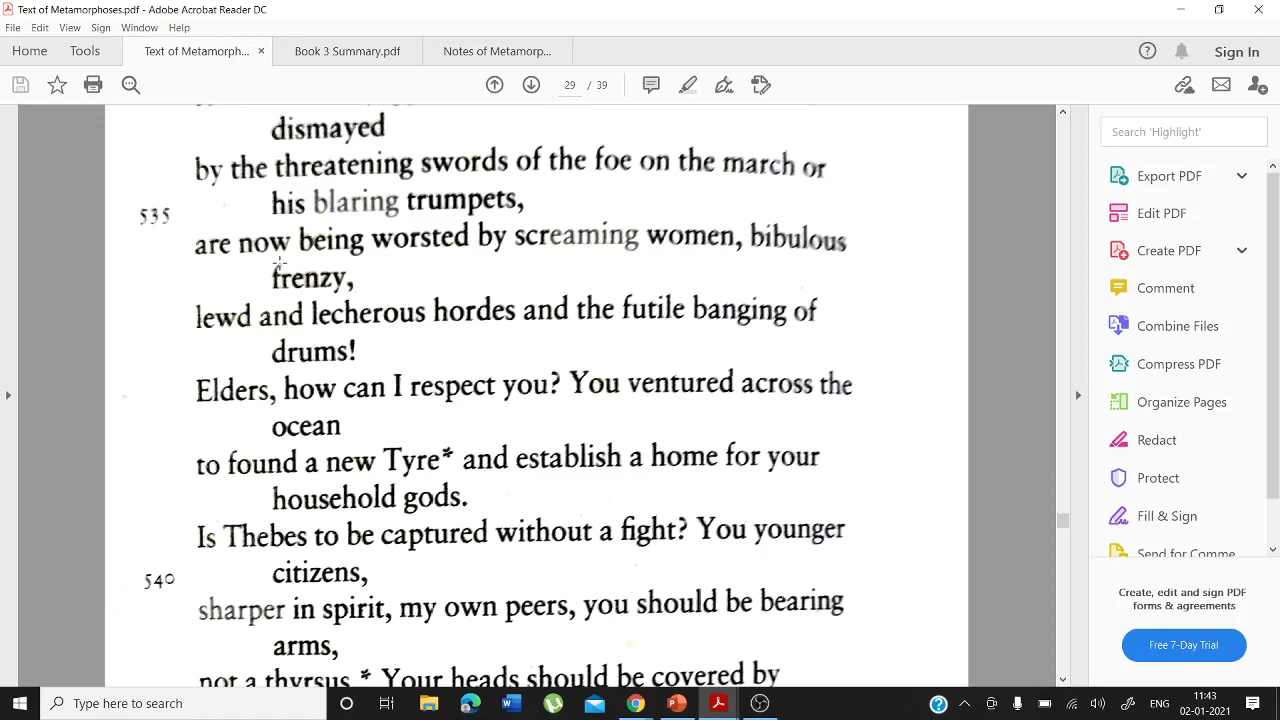 Text of Metamorphoses.pdf - Adobe Acrobat Reader DC
File Edit View Sign Window Help
Home Tools Text of Metamorph... × Book 3 Summary.pdf Notes of Metamorp... Sign In
29 / 39
dismayed
by the threatening swords of the foe on the march or
his blaring trumpets,
535
are now being worsted by screaming women, bibulous
frenzy,
lewd and lecherous hordes and the futile banging of
drums!
Elders, how can I respect you? You ventured across the
ocean
to found a new Tyre* and establish a home for your
household gods.
Is Thebes to be captured without a fight? You younger
citizens,
540
sharper in spirit, my own peers, you should be bearing
arms,
not a thyrsus.* Your heads should be covered by
Search 'Highlight'
Export PDF
Edit PDF
Create PDF
Comment
Combine Files
Compress PDF
Organize Pages
Redact
Protect
Fill & Sign
Send for Comme
Create, edit and sign PDF
forms & agreements
Free 7-Day Trial
Type here to search
ENG
11:43
02-01-2021